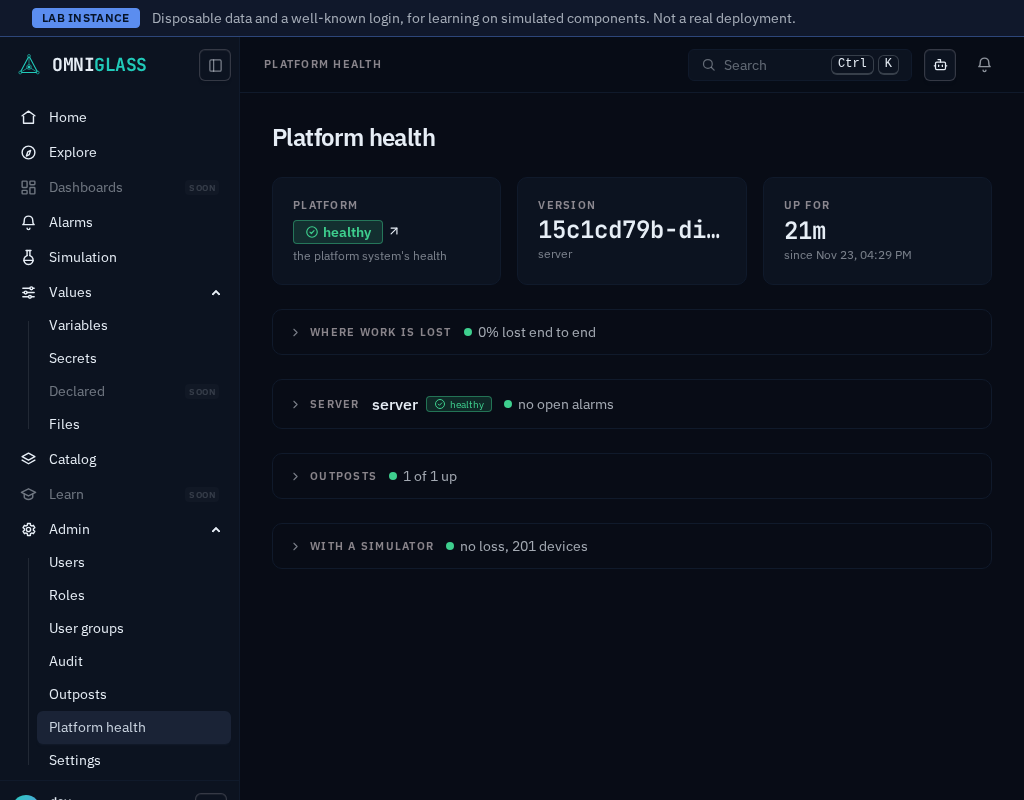 LAB INSTANCE Disposable data and a well-known login, for learning on simulated components. Not a real deployment.
OMNIGLASS
PLATFORM HEALTH
Search Ctrl K
Home
Explore
Dashboards SOON
Alarms
Simulation
Values
Variables
Secrets
Declared SOON
Files
Catalog
Learn SOON
Admin
Users
Roles
User groups
Audit
Outposts
Platform health
Settings
Platform health
PLATFORM
healthy
the platform system's health
VERSION
15c1cd79b-di…
server
UP FOR
21m
since Nov 23, 04:29 PM
WHERE WORK IS LOST 0% lost end to end
SERVER server healthy no open alarms
OUTPOSTS 1 of 1 up
WITH A SIMULATOR no loss, 201 devices